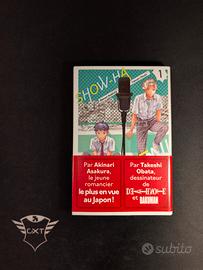 SHOW-HA
1
Par Akinari
Asakura,
le jeune
romancier
le plus en vue
au Japon !
Par Takeshi
Obata,
dessinateur
de
DEATH NOTE
et BAKUMAN
CXT
subito